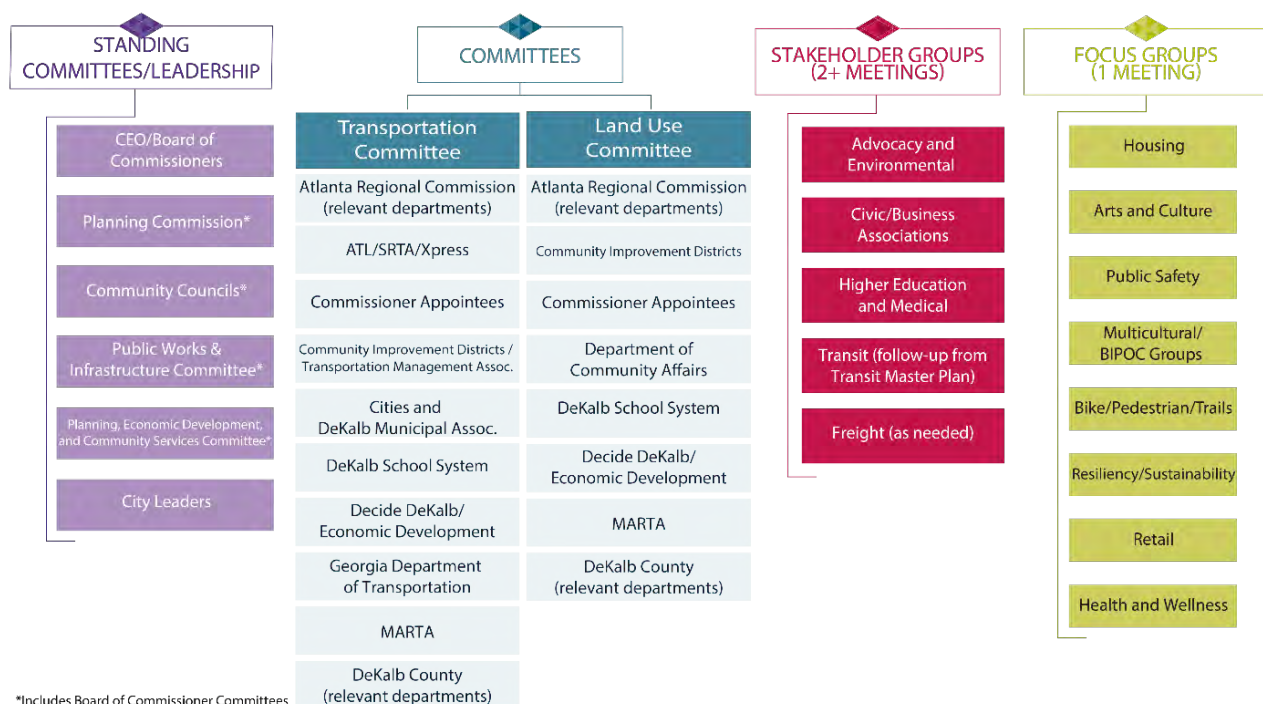 STANDING
COMMITTEES/LEADERSHIP
CEO/Board of
Commissioners
Planning Commission*
Community Councils*
Public Works &
Infrastructure Committee*
Planning, Economic Development,
and Community Services Committee*
City Leaders
COMMITTEES
Transportation
Committee
Atlanta Regional Commission
(relevant departments)
ATL/SRTA/Xpress
Commissioner Appointees
Community Improvement Districts /
Transportation Management Assoc.
Cities and
DeKalb Municipal Assoc.
DeKalb School System
Decide DeKalb/
Economic Development
Georgia Department
of Transportation
MARTA
DeKalb County
(relevant departments)
Land Use
Committee
Atlanta Regional Commission
(relevant departments)
Community Improvement Districts
Commissioner Appointees
Department of
Community Affairs
DeKalb School System
Decide DeKalb/
Economic Development
MARTA
DeKalb County
(relevant departments)
STAKEHOLDER GROUPS
(2+ MEETINGS)
Advocacy and
Environmental
Civic/Business
Associations
Higher Education
and Medical
Transit (follow-up from
Transit Master Plan)
Freight (as needed)
FOCUS GROUPS
(1 MEETING)
Housing
Arts and Culture
Public Safety
Multicultural/
BIPOC Groups
Bike/Pedestrian/Trails
Resiliency/Sustainability
Retail
Health and Wellness
*Includes Board of Commissioner Committees